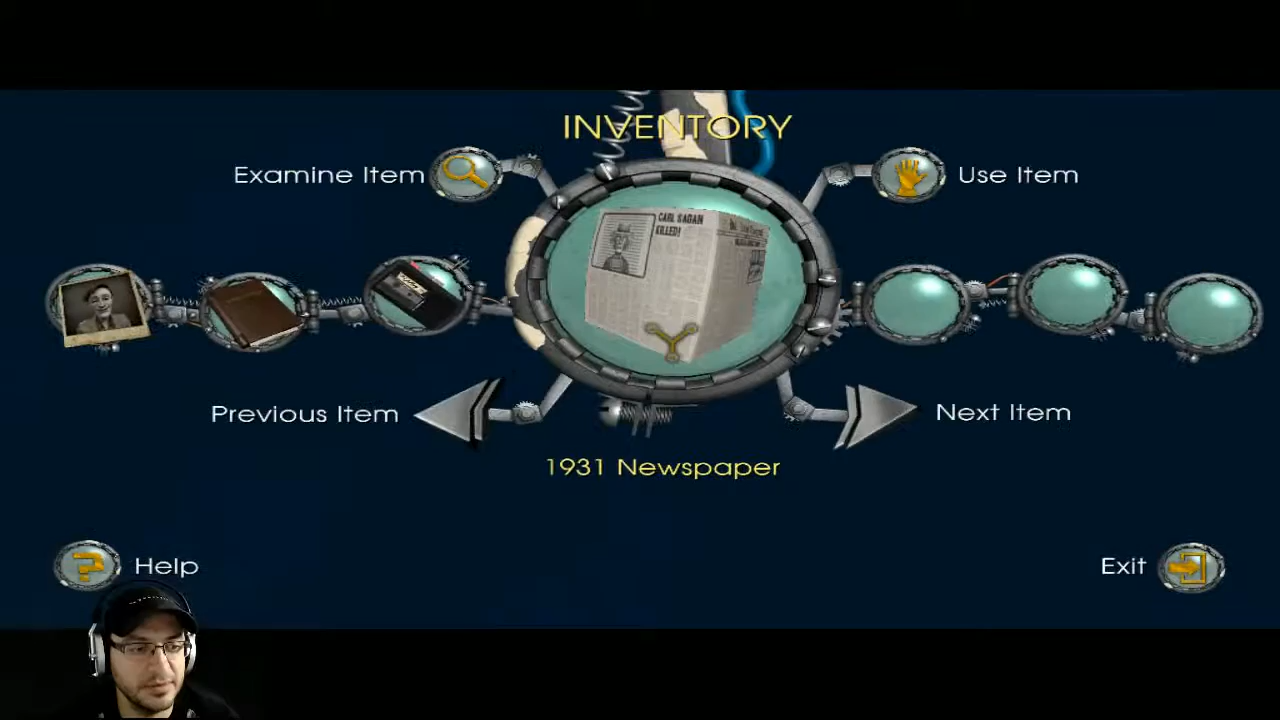 INVENTORY
Examine Item
Use Item
CARL SAGAN
KILLED!
Previous Item
Next Item
1931 Newspaper
Help
Exit